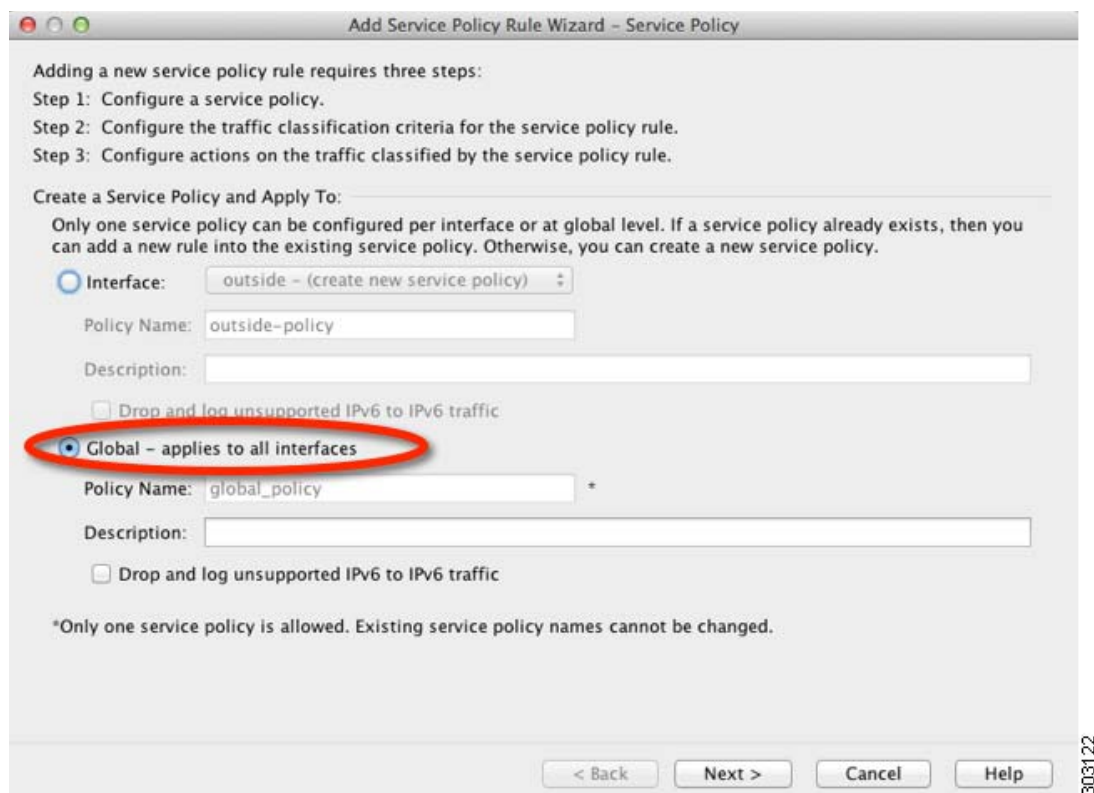 Add Service Policy Rule Wizard - Service Policy
Adding a new service policy rule requires three steps:
Step 1: Configure a service policy.
Step 2: Configure the traffic classification criteria for the service policy rule.
Step 3: Configure actions on the traffic classified by the service policy rule.
Create a Service Policy and Apply To:
Only one service policy can be configured per interface or at global level. If a service policy already exists, then you
can add a new rule into the existing service policy. Otherwise, you can create a new service policy.
Interface: outside - (create new service policy)
Policy Name: outside-policy
Description:
Drop and log unsupported IPv6 to IPv6 traffic
Global - applies to all interfaces
Policy Name: global_policy *
Description:
Drop and log unsupported IPv6 to IPv6 traffic
*Only one service policy is allowed. Existing service policy names cannot be changed.
< Back Next > Cancel Help
303122